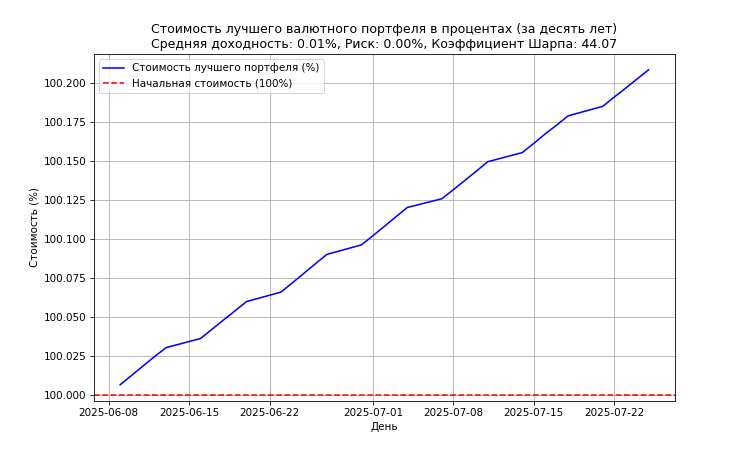 Стоимость лучшего валютного портфеля в процентах (за десять лет)
Средняя доходность: 0.01%, Риск: 0.00%, Коэффициент Шарпа: 44.07
Стоимость лучшего портфеля (%)
Начальная стоимость (100%)
Стоимость (%)
100.200
100.175
100.150
100.125
100.100
100.075
100.050
100.025
100.000
2025-06-08
2025-06-15
2025-06-22
2025-07-01
2025-07-08
2025-07-15
2025-07-22
День